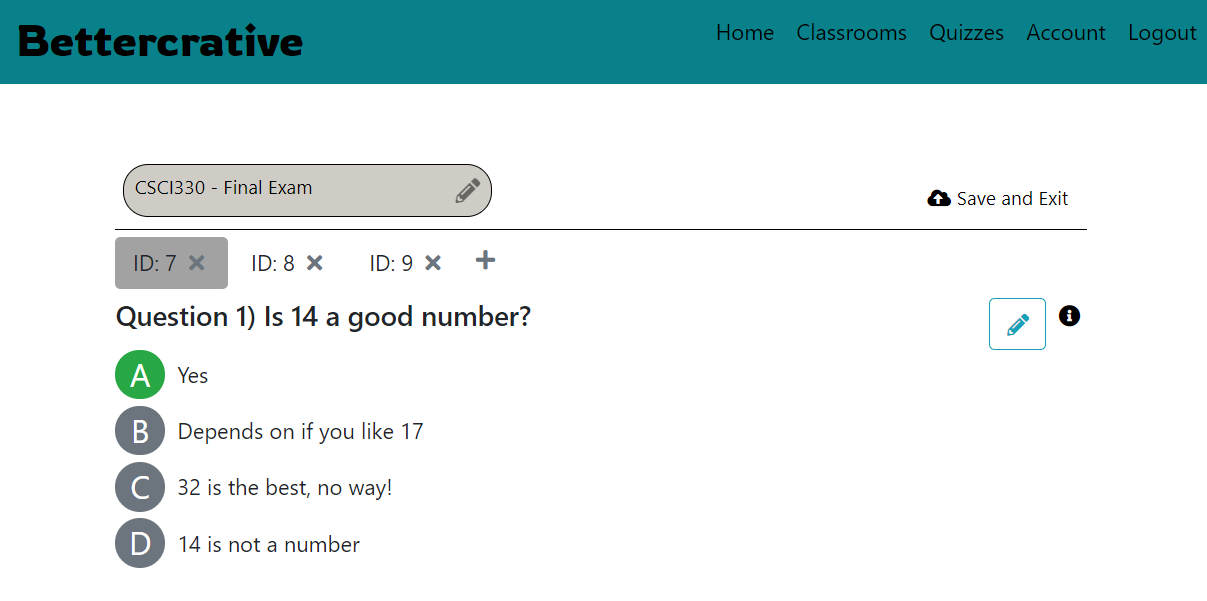 Bettercrative
Home Classrooms Quizzes Account Logout
CSCI330 - Final Exam
Save and Exit
ID: 7 ID: 8 ID: 9
Question 1) Is 14 a good number?
A Yes
B Depends on if you like 17
C 32 is the best, no way!
D 14 is not a number